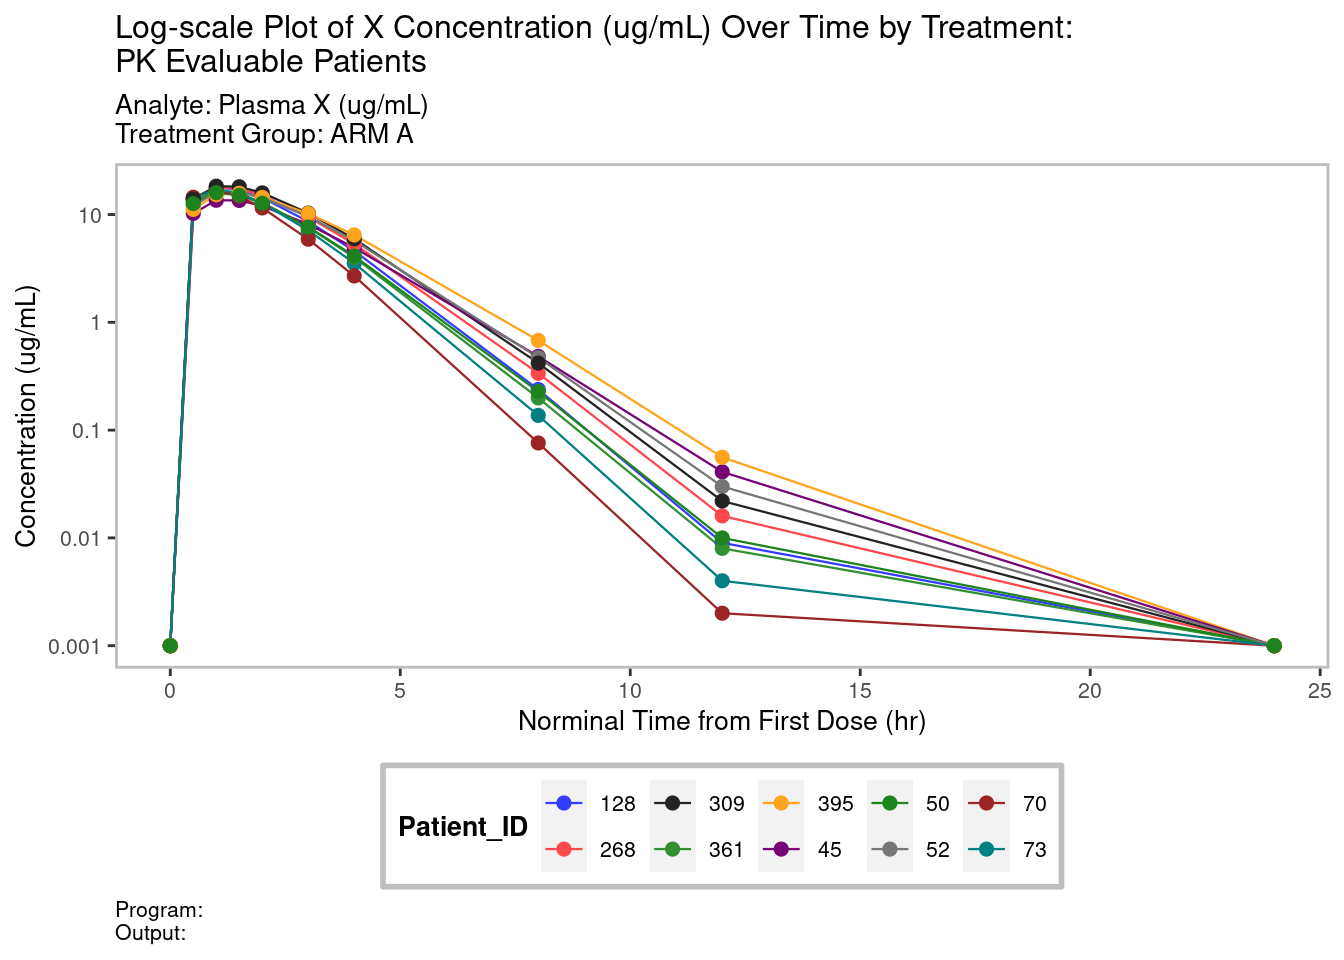 Log-scale Plot of X Concentration (ug/mL) Over Time by Treatment:
PK Evaluable Patients
Analyte: Plasma X (ug/mL)
Treatment Group: ARM A
Concentration (ug/mL)
10
1
0.1
0.01
0.001
0 5 10 15 20 25
Norminal Time from First Dose (hr)
Patient_ID
128 309 395 50 70
268 361 45 52 73
Program:
Output: